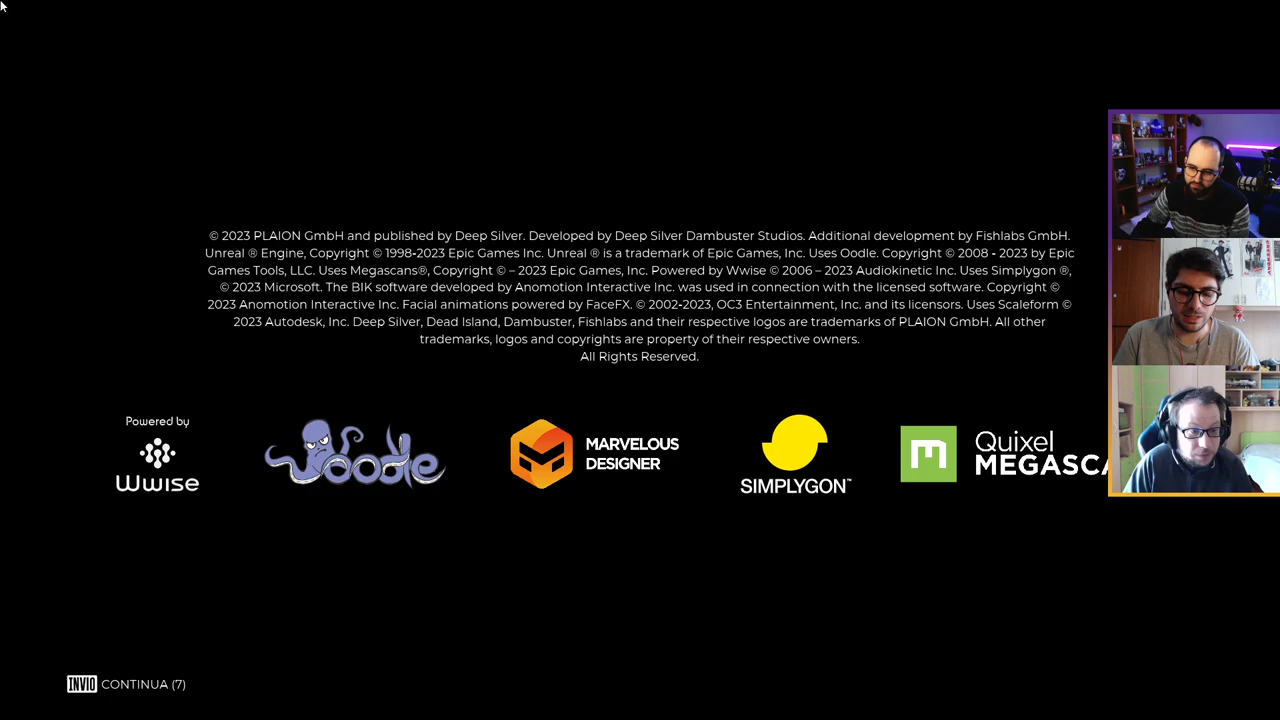 © 2023 PLAION GmbH and published by Deep Silver. Developed by Deep Silver Dambuster Studios. Additional development by Fishlabs GmbH.
Unreal ® Engine, Copyright © 1998-2023 Epic Games Inc. Unreal ® is a trademark of Epic Games, Inc. Uses Oodle. Copyright © 2008 - 2023 by Epic
Games Tools, LLC. Uses Megascans®, Copyright © – 2023 Epic Games, Inc. Powered by Wwise © 2006 – 2023 Audiokinetic Inc. Uses Simplygon ®,
© 2023 Microsoft. The BIK software developed by Anomotion Interactive Inc. was used in connection with the licensed software. Copyright ©
2023 Anomotion Interactive Inc. Facial animations powered by FaceFX. © 2002-2023, OC3 Entertainment, Inc. and its licensors. Uses Scaleform ©
2023 Autodesk, Inc. Deep Silver, Dead Island, Dambuster, Fishlabs and their respective logos are trademarks of PLAION GmbH. All other
trademarks, logos and copyrights are property of their respective owners.
All Rights Reserved.
Powered by
Wwise
oodle
MARVELOUS
DESIGNER
SIMPLYGON™
Quixel
MEGASCA
INVIO CONTINUA (7)